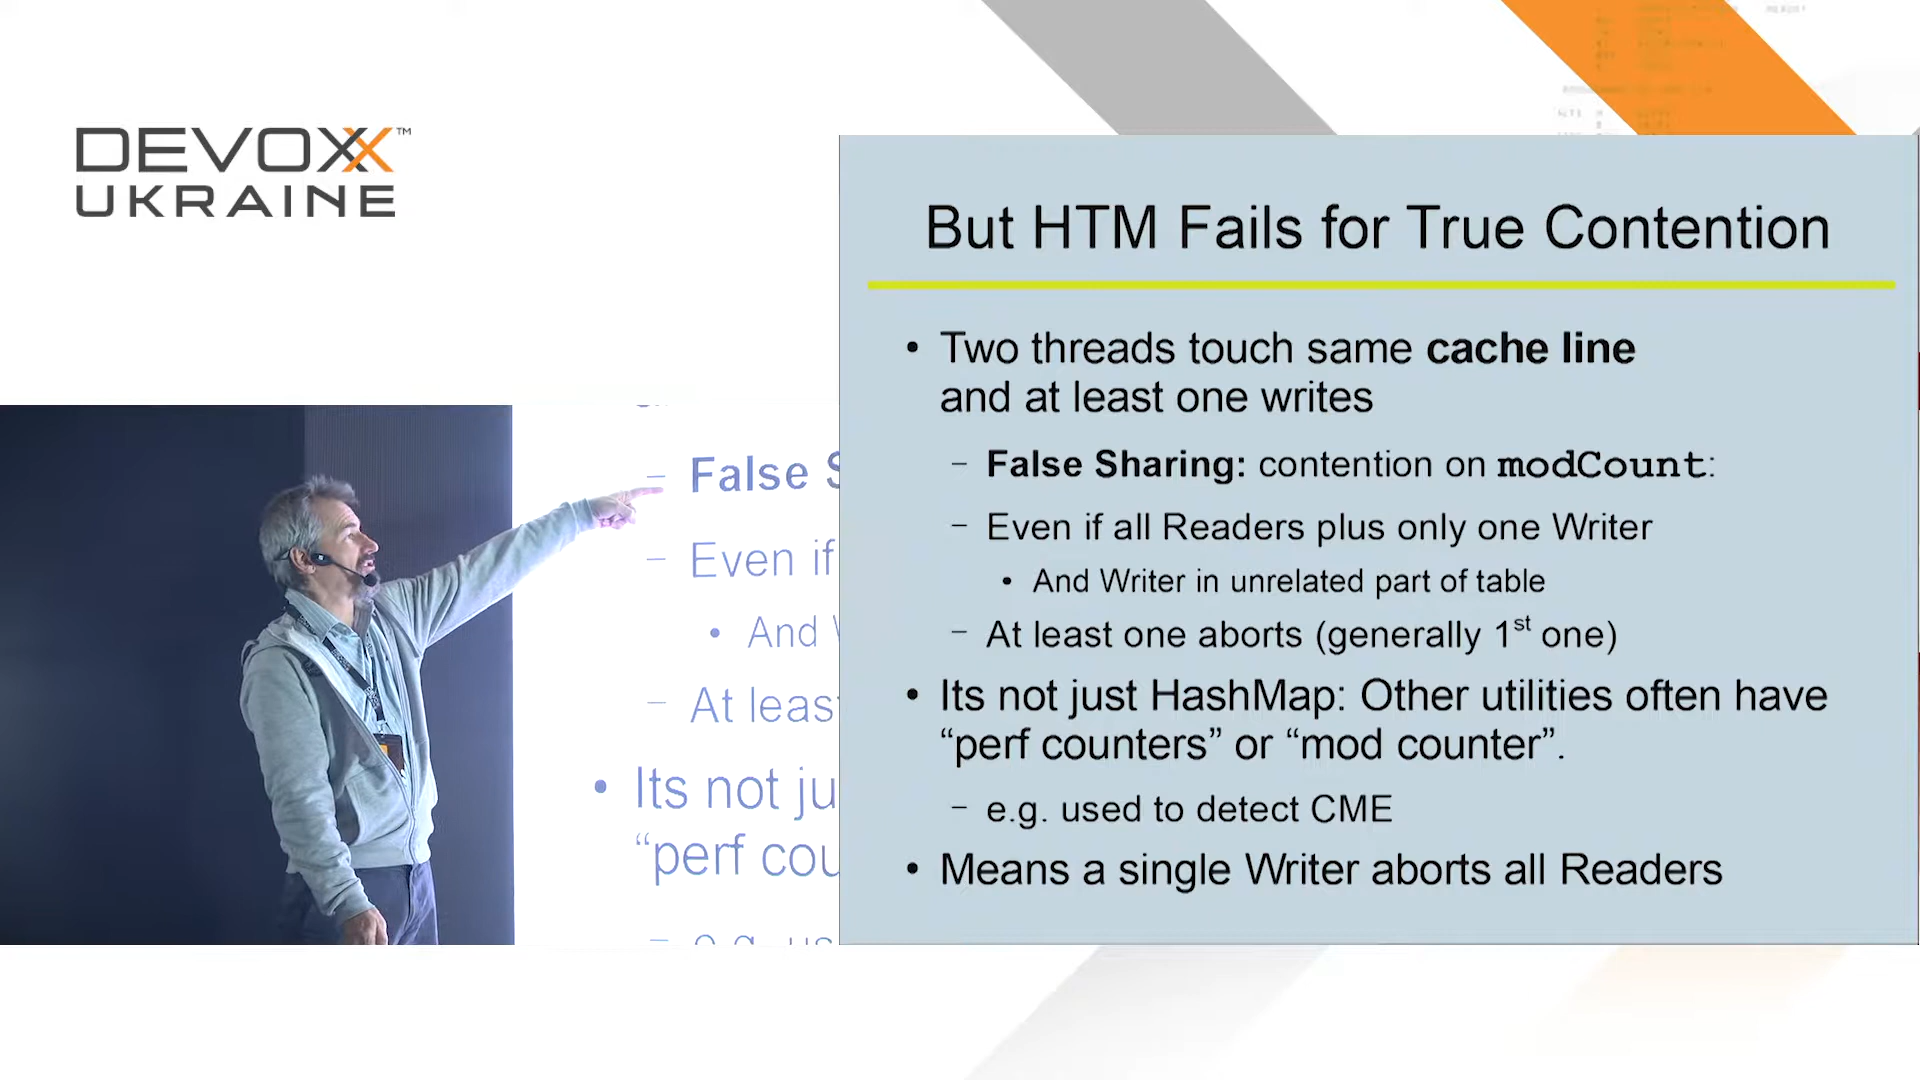 DEVOXX™
UKRAINE
But HTM Fails for True Contention
• Two threads touch same cache line
and at least one writes
– False Sharing: contention on modCount:
– Even if all Readers plus only one Writer
• And Writer in unrelated part of table
– At least one aborts (generally 1st one)
• Its not just HashMap: Other utilities often have
“perf counters” or “mod counter”.
– e.g. used to detect CME
• Means a single Writer aborts all Readers
– False S
– Even if
• And
– At leas
• Its not ju
“perf cou
– e.g. us